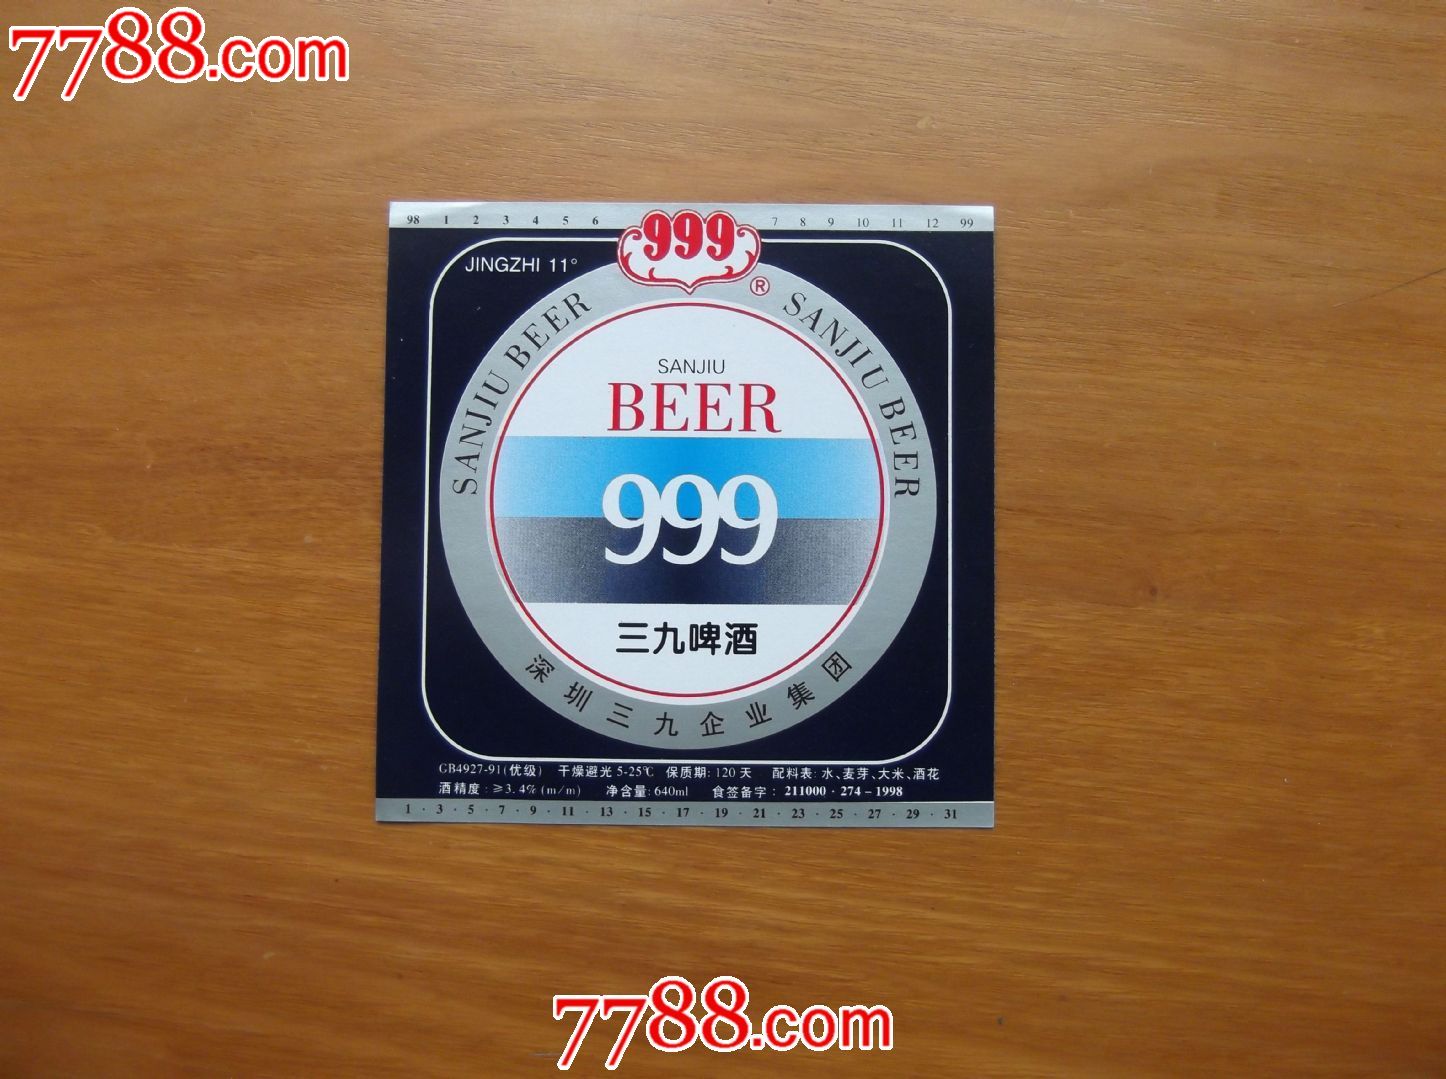 7788.com
98 1 2 3 4 5 6 7 8 9 10 11 12 99
999
®
JINGZHI 11°
SANJIU BEER SANJIU BEER
SANJIU
BEER
999
三九啤酒
深圳三九企业集团
GB4927-91(优级) 干燥避光 5-25℃ 保质期: 120 天 配料表: 水、麦芽、大米、酒花
酒精度: ≥3.4% (m/m) 净含量: 640ml 食签备字: 211000·274-1998
1 · 3 · 5 · 7 · 9 · 11 · 13 · 15 · 17 · 19 · 21 · 23 · 25 · 27 · 29 · 31
7788.com